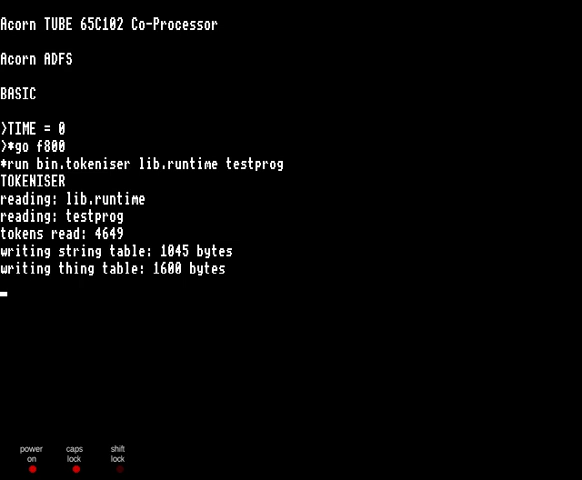 Acorn TUBE 65C102 Co-Processor
Acorn ADFS
BASIC
>TIME = 0
>*go f800
*run bin.tokeniser lib.runtime testprog
TOKENISER
reading: lib.runtime
reading: testprog
tokens read: 4649
writing string table: 1045 bytes
writing thing table: 1600 bytes
power on
caps lock
shift lock